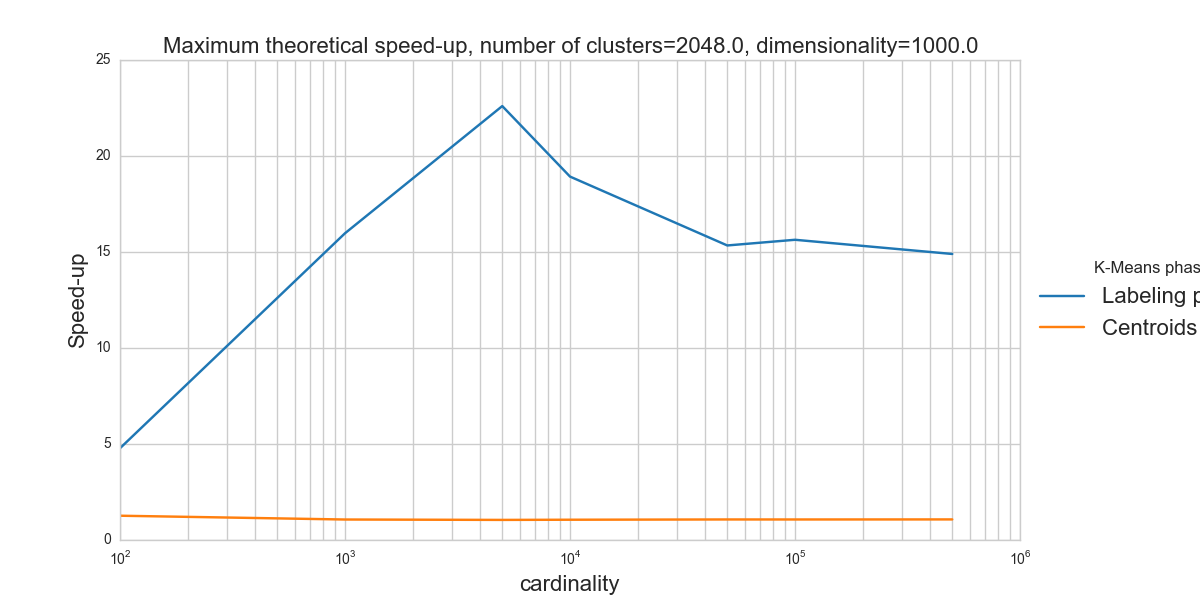 Maximum theoretical speed-up, number of clusters=2048.0, dimensionality=1000.0
25
20
15
10
5
0
Speed-up
10²
10³
10⁴
10⁵
10⁶
cardinality
K-Means phas
Labeling p
Centroids